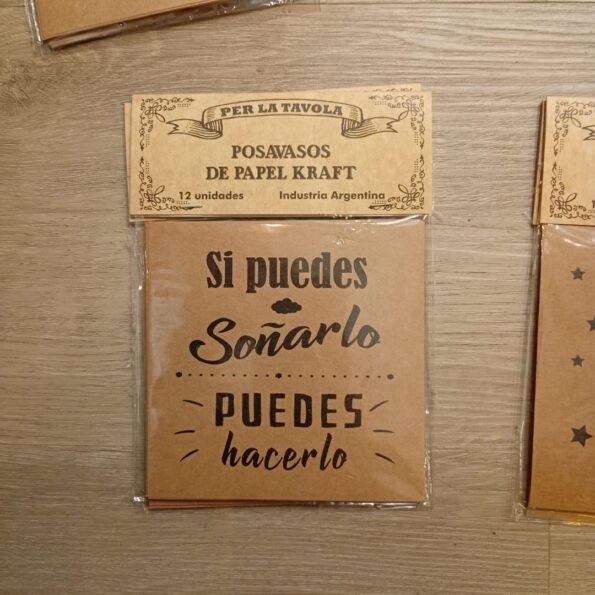 PER LA TAVOLA
POSAVASOS
DE PAPEL KRAFT
12 unidades Industria Argentina
Si puedes
Soñarlo
PUEDES
hacerlo